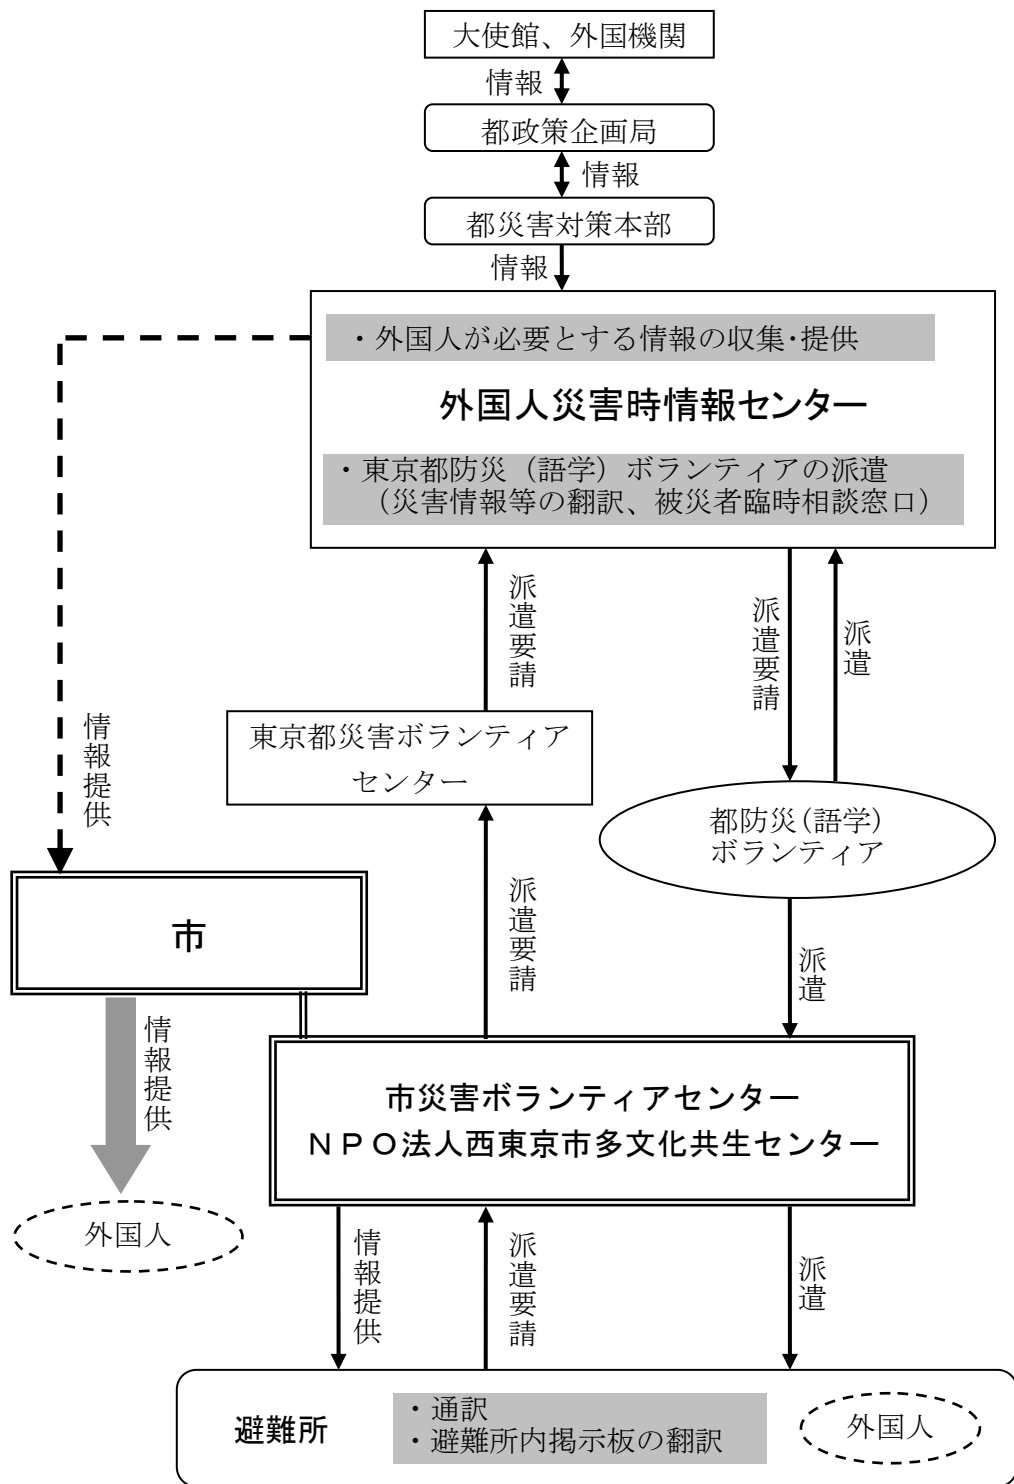 大使館、外国機関
情報
都政策企画局
情報
都災害対策本部
情報
・外国人が必要とする情報の収集･提供
外国人災害時情報センター
・東京都防災（語学）ボランティアの派遣
（災害情報等の翻訳、被災者臨時相談窓口）
派遣要請
派遣要請
派遣
情報提供
東京都災害ボランティア
センター
都防災(語学)
ボランティア
市
派遣要請
派遣
情報提供
市災害ボランティアセンター
ＮＰＯ法人西東京市多文化共生センター
外国人
情報提供
派遣要請
派遣
避難所
・通訳
・避難所内掲示板の翻訳
外国人